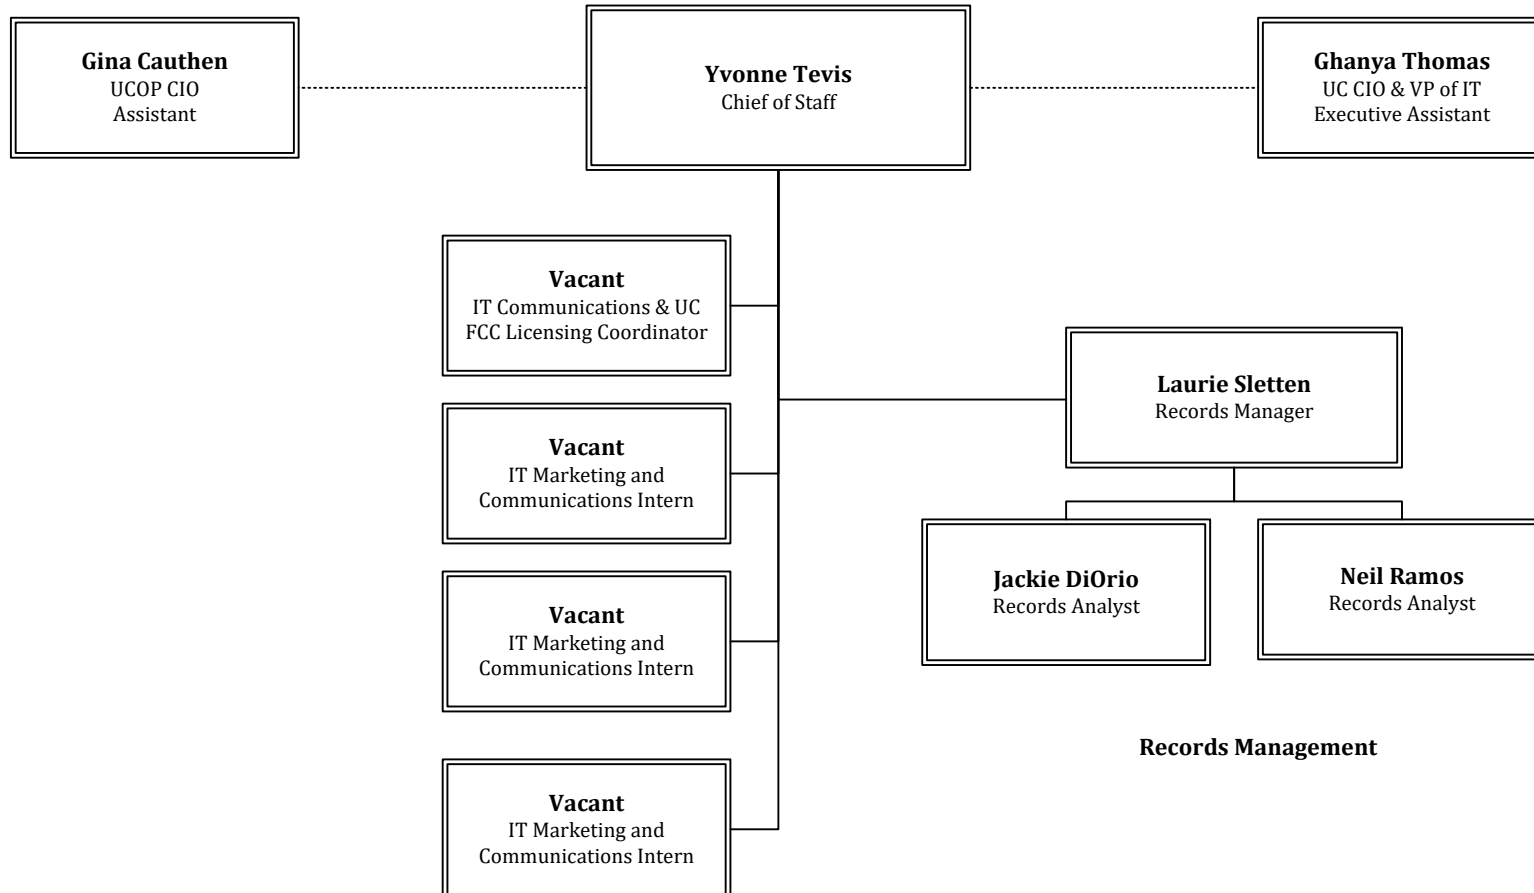 Gina Cauthen
UCOP CIO
Assistant
Yvonne Tevis
Chief of Staff
Ghanya Thomas
UC CIO & VP of IT
Executive Assistant
Vacant
IT Communications & UC
FCC Licensing Coordinator
Vacant
IT Marketing and
Communications Intern
Vacant
IT Marketing and
Communications Intern
Vacant
IT Marketing and
Communications Intern
Laurie Sletten
Records Manager
Jackie DiOrio
Records Analyst
Neil Ramos
Records Analyst
Records Management